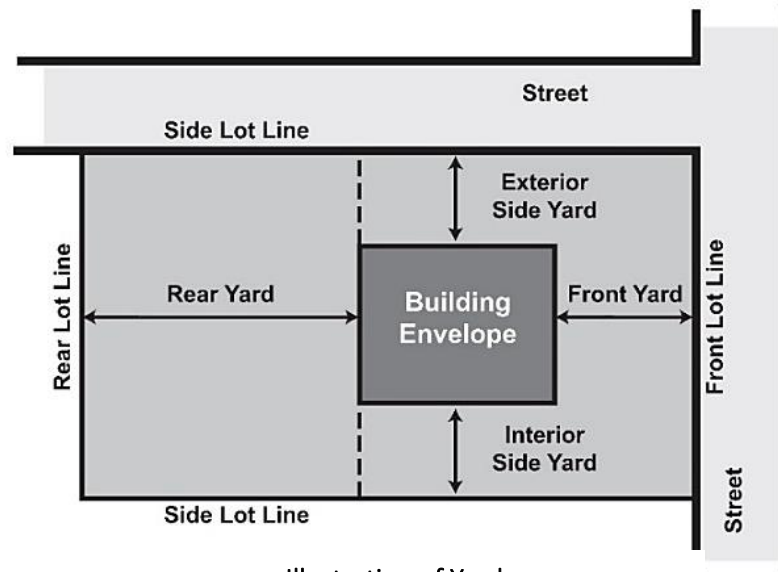 Street
Side Lot Line
Exterior
Side Yard
Rear Lot Line
Rear Yard
Building
Envelope
Front Yard
Front Lot Line
Interior
Side Yard
Street
Side Lot Line